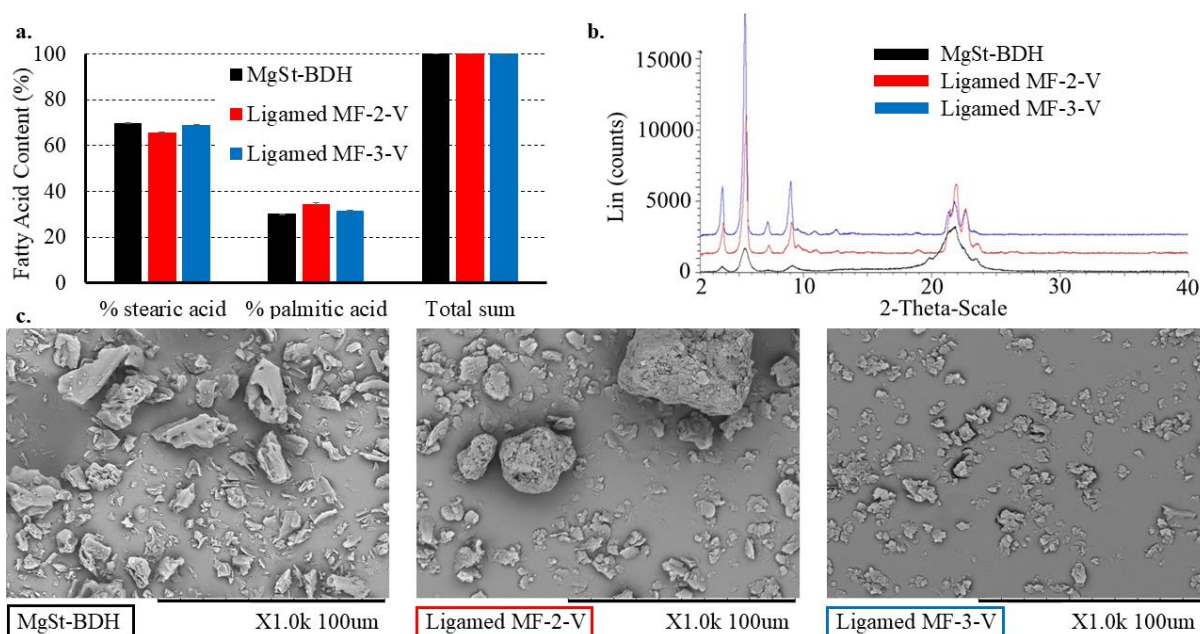 a.
Fatty Acid Content (%)
100
80
60
40
20
0
MgSt-BDH
Ligamed MF-2-V
Ligamed MF-3-V
% stearic acid
% palmitic acid
Total sum
b.
Lin (counts)
15000
10000
5000
0
MgSt-BDH
Ligamed MF-2-V
Ligamed MF-3-V
2
10
20
30
40
2-Theta-Scale
c.
MgSt-BDH
X1.0k 100um
Ligamed MF-2-V
X1.0k 100um
Ligamed MF-3-V
X1.0k 100um